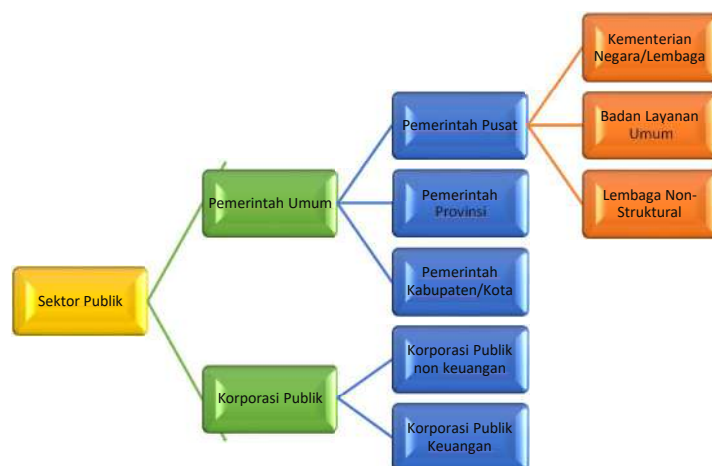 Sektor Publik
Pemerintah Umum
Pemerintah Pusat
Kementerian
Negara/Lembaga
Badan Layanan
Umum
Lembaga Non-
Struktural
Pemerintah
Provinsi
Pemerintah
Kabupaten/Kota
Korporasi Publik
Korporasi Publik
non keuangan
Korporasi Publik
Keuangan